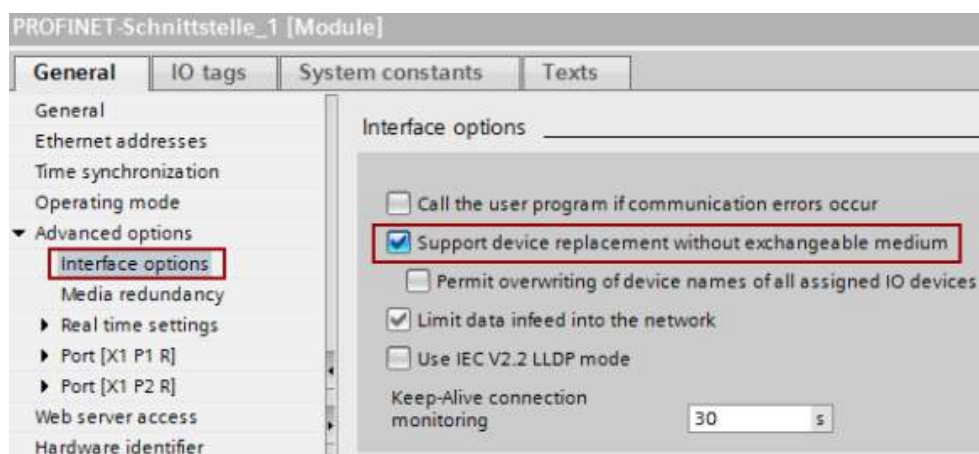 PROFINET-Schnittstelle_1 [Module]
General IO tags System constants Texts
General
Ethernet addresses
Time synchronization
Operating mode
Advanced options
Interface options
Media redundancy
Real time settings
Port [X1 P1 R]
Port [X1 P2 R]
Web server access
Hardware identifier
Interface options
Call the user program if communication errors occur
Support device replacement without exchangeable medium
Permit overwriting of device names of all assigned IO devices
Limit data infeed into the network
Use IEC V2.2 LLDP mode
Keep-Alive connection
monitoring 30 s